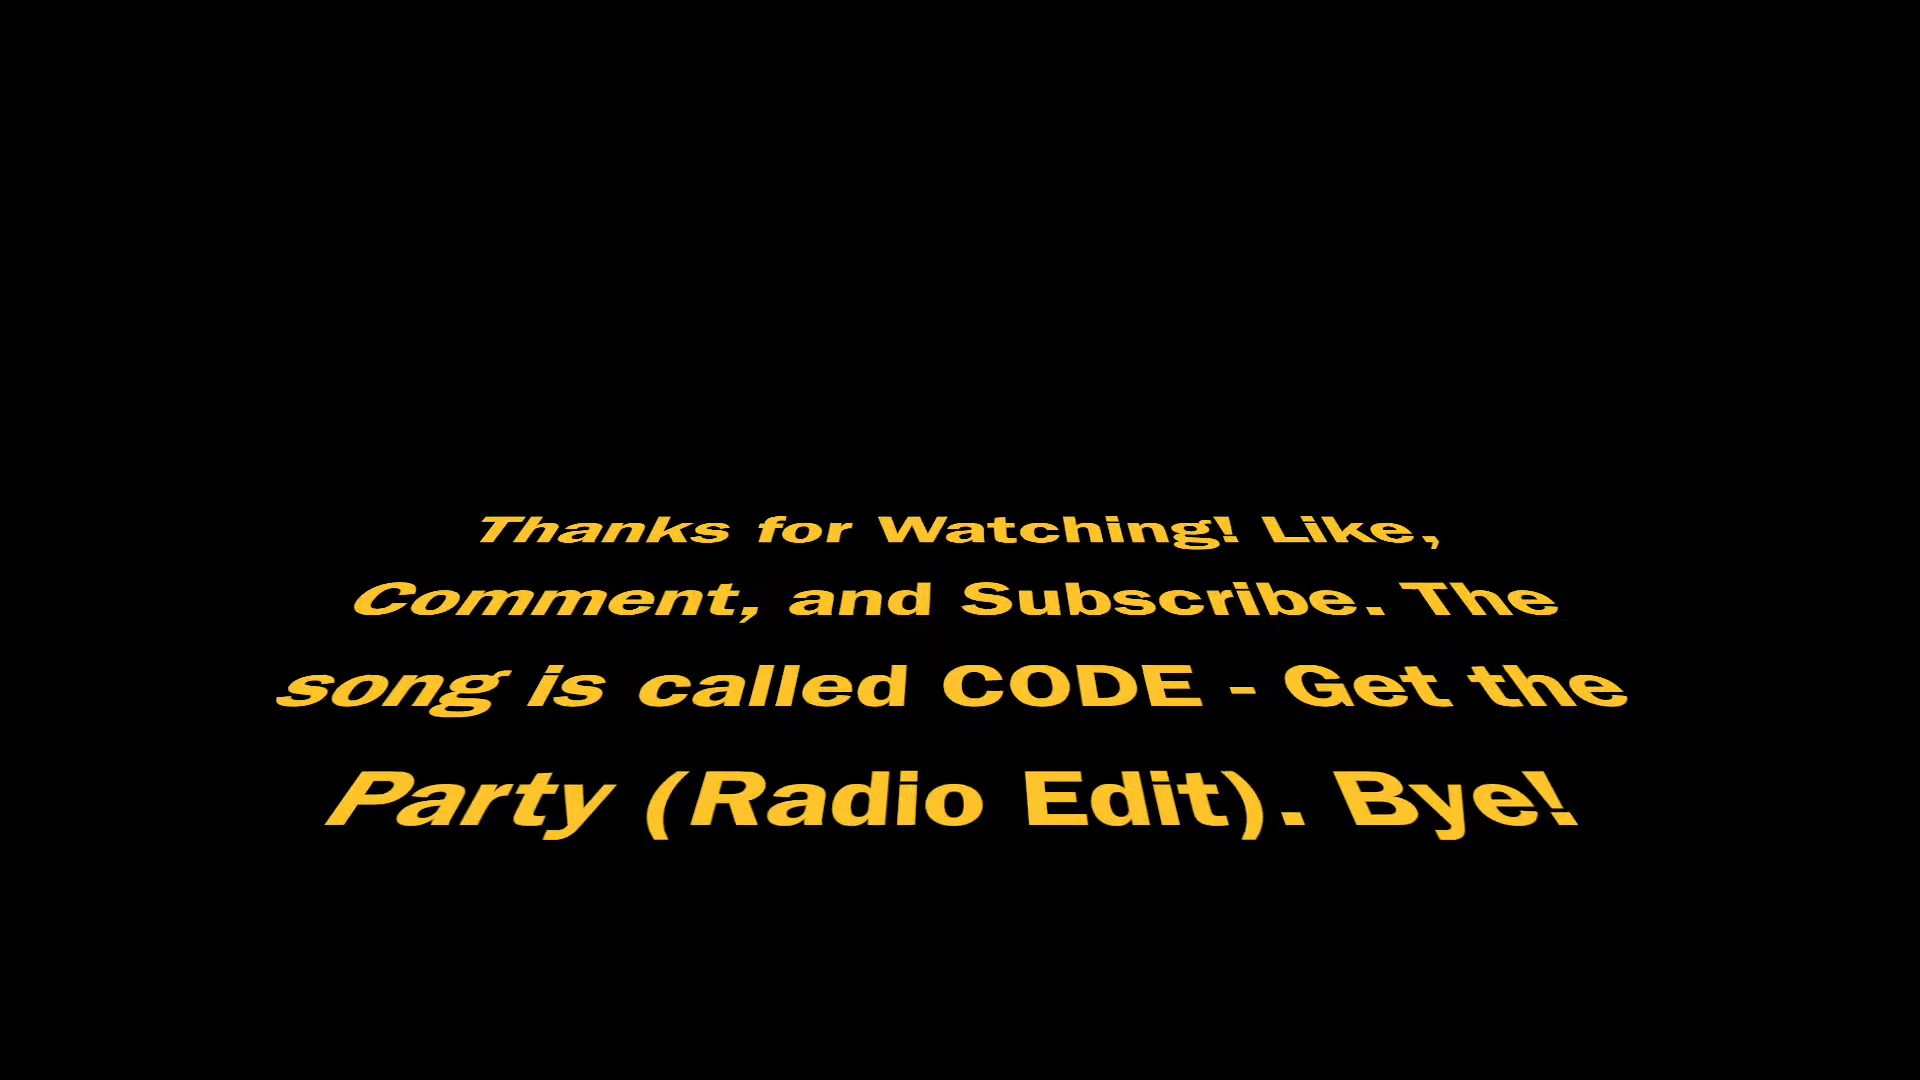 Thanks for Watching! Like,
Comment, and Subscribe. The
song is called CODE - Get the
Party (Radio Edit). Bye!